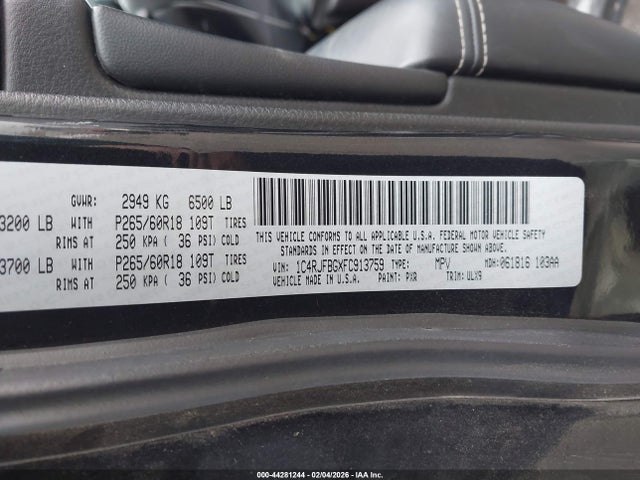 GVWR: 2949 KG 6500 LB
3200 LB WITH P265/60R18 109T TIRES
RIMS AT 250 KPA ( 36 PSI) COLD
3700 LB WITH P265/60R18 109T TIRES
RIMS AT 250 KPA ( 36 PSI) COLD
THIS VEHICLE CONFORMS TO ALL APPLICABLE U.S.A. FEDERAL MOTOR VEHICLE SAFETY
STANDARDS IN EFFECT ON THE DATE OF MANUFACTURE SHOWN ABOVE.
VIN: 1C4RJFBGXFC913759 TYPE: MPV MDH: 061816 103AA
VEHICLE MADE IN U.S.A. PAINT: PXR TRIM: ULX9
000-44281244 - 02/04/2026 - IAA Inc.